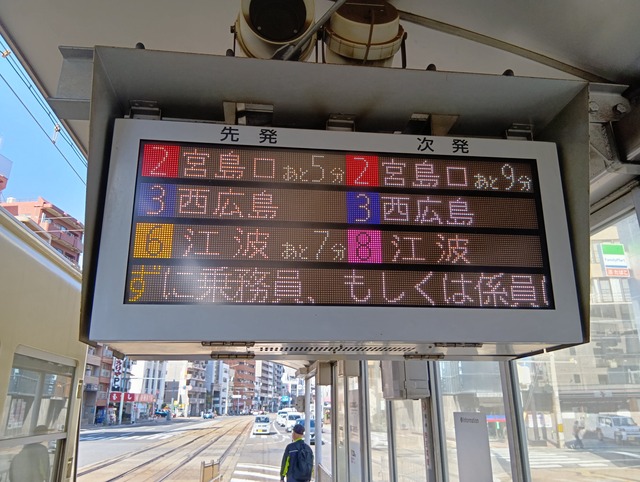 先発 次発
2 宮島口 あと5分 2 宮島口 あと9分
3 西広島 3 西広島
6 江波 あと7分 8 江波
ずに乗務員、もしくは係員に
FamilyMart